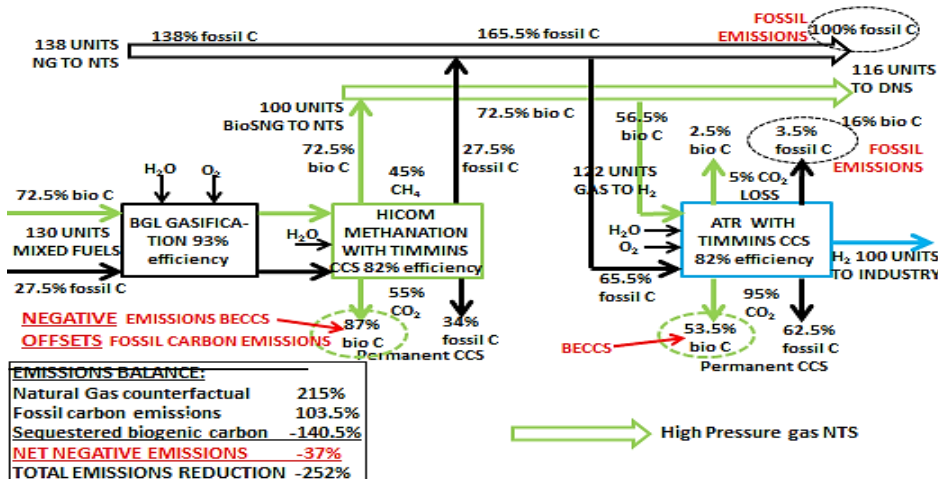 138 UNITS
NG TO NTS
138% fossil C
165.5% fossil C
FOSSIL
EMISSIONS
100% fossil C
116 UNITS
TO DNS
100 UNITS
BioSNG TO NTS
72.5% bio C
16% bio C
72.5%
bio C
27.5%
fossil C
56.5%
bio C
2.5%
bio C
3.5%
fossil C
FOSSIL
EMISSIONS
H2O
O2
45%
CH4
122 UNITS
GAS TO H2
5% CO2
LOSS
72.5% bio C
130 UNITS
MIXED FUELS
27.5% fossil C
BGL GASIFICA-
TION 93%
efficiency
H2O
HICOM
METHANATION
WITH TIMMINS
CCS 82% efficiency
H2O
O2
65.5%
fossil C
ATR WITH
TIMMINS CCS
82% efficiency
H2 100 UNITS
TO INDUSTRY
NEGATIVE EMISSIONS BECCS
OFFSETS FOSSIL CARBON EMISSIONS
55%
CO2
87%
bio C
34%
fossil C
Permanent CCS
BECCS
95%
CO2
53.5%
bio C
62.5%
fossil C
Permanent CCS
EMISSIONS BALANCE:
Natural Gas counterfactual 215%
Fossil carbon emissions 103.5%
Sequestered biogenic carbon -140.5%
NET NEGATIVE EMISSIONS -37%
TOTAL EMISSIONS REDUCTION -252%
High Pressure gas NTS